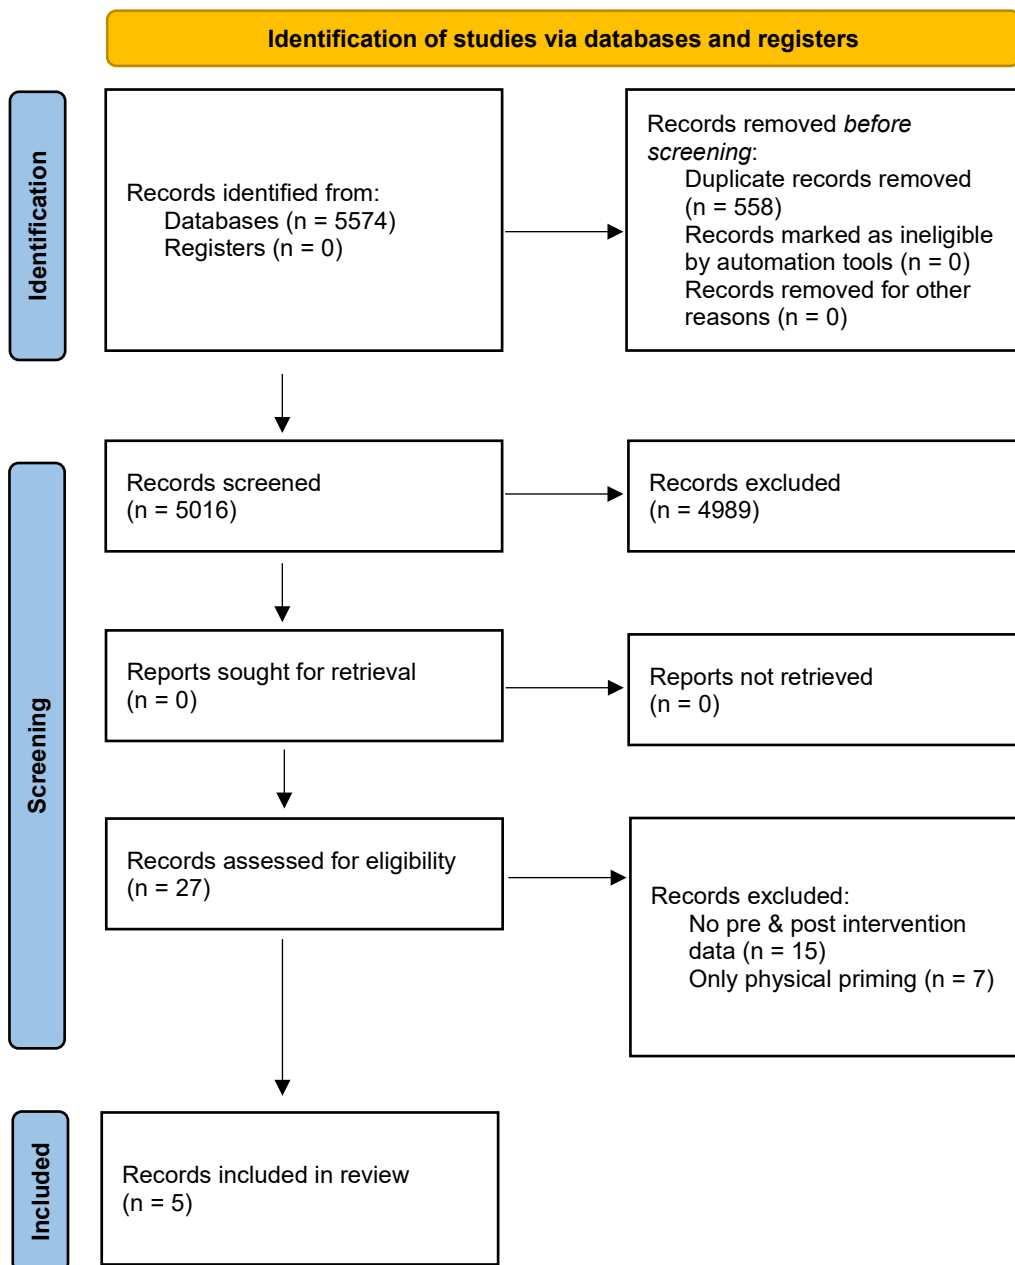 Identification of studies via databases and registers
Identification
Records identified from:
Databases (n = 5574)
Registers (n = 0)
Records removed before
screening:
Duplicate records removed
(n = 558)
Records marked as ineligible
by automation tools (n = 0)
Records removed for other
reasons (n = 0)
Screening
Records screened
(n = 5016)
Records excluded
(n = 4989)
Reports sought for retrieval
(n = 0)
Reports not retrieved
(n = 0)
Records assessed for eligibility
(n = 27)
Records excluded:
No pre & post intervention
data (n = 15)
Only physical priming (n = 7)
Included
Records included in review
(n = 5)